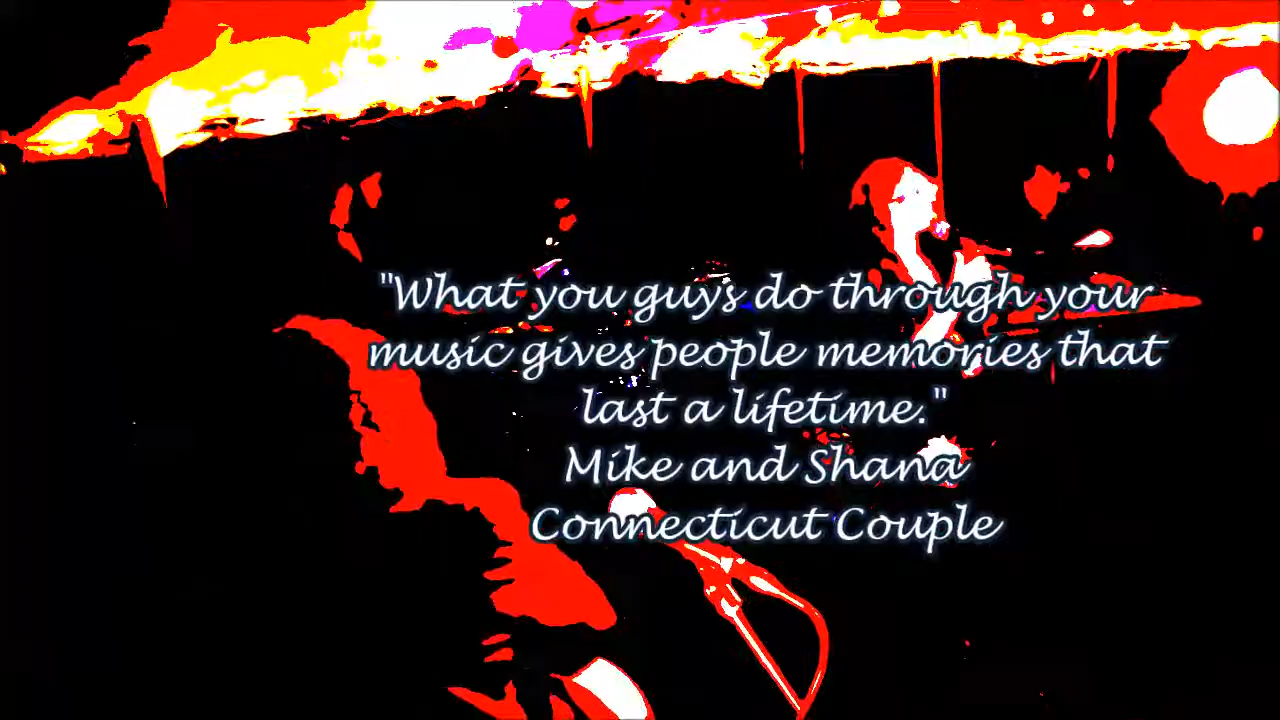 "What you guys do through your
music gives people memories that
last a lifetime."
Mike and Shana
Connecticut Couple